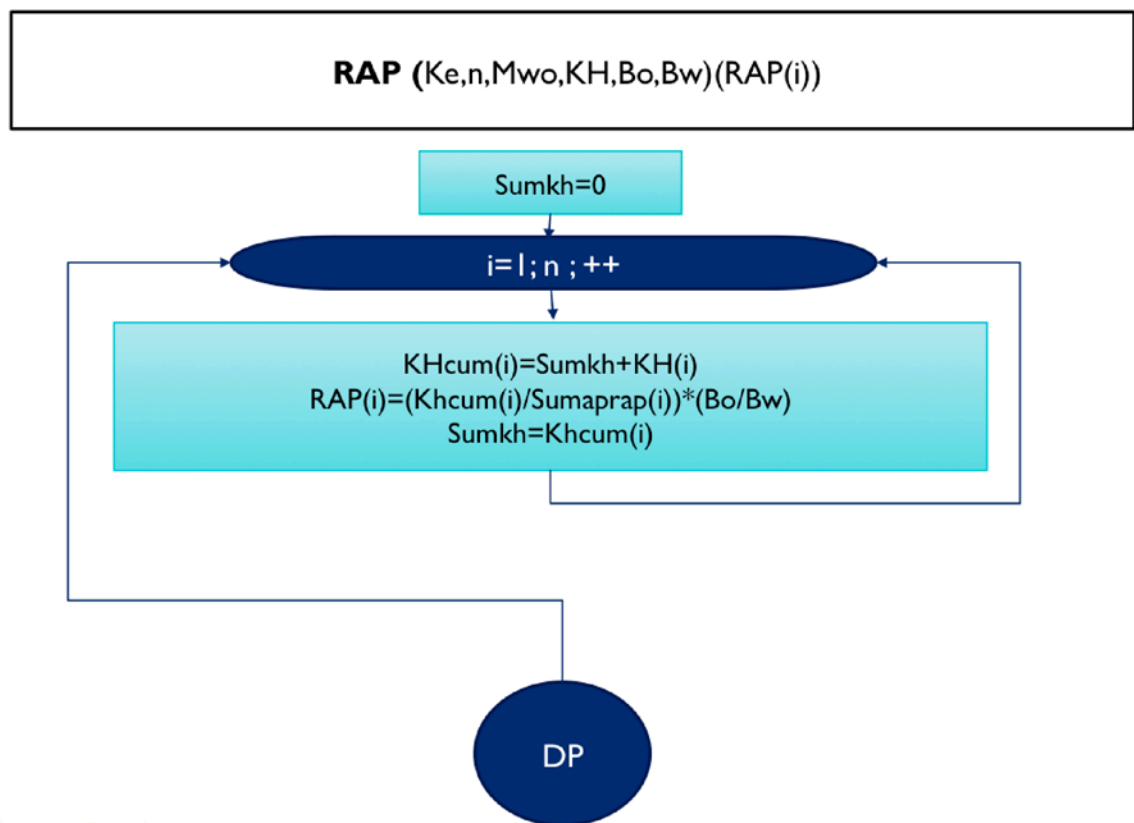 RAP (Ke,n,Mwo,KH,Bo,Bw)(RAP(i))
Sumkh=0
i=1; n ; ++
KHcum(i)=Sumkh+KH(i)
RAP(i)=(Khcum(i)/Sumaprap(i))*(Bo/Bw)
Sumkh=Khcum(i)
DP